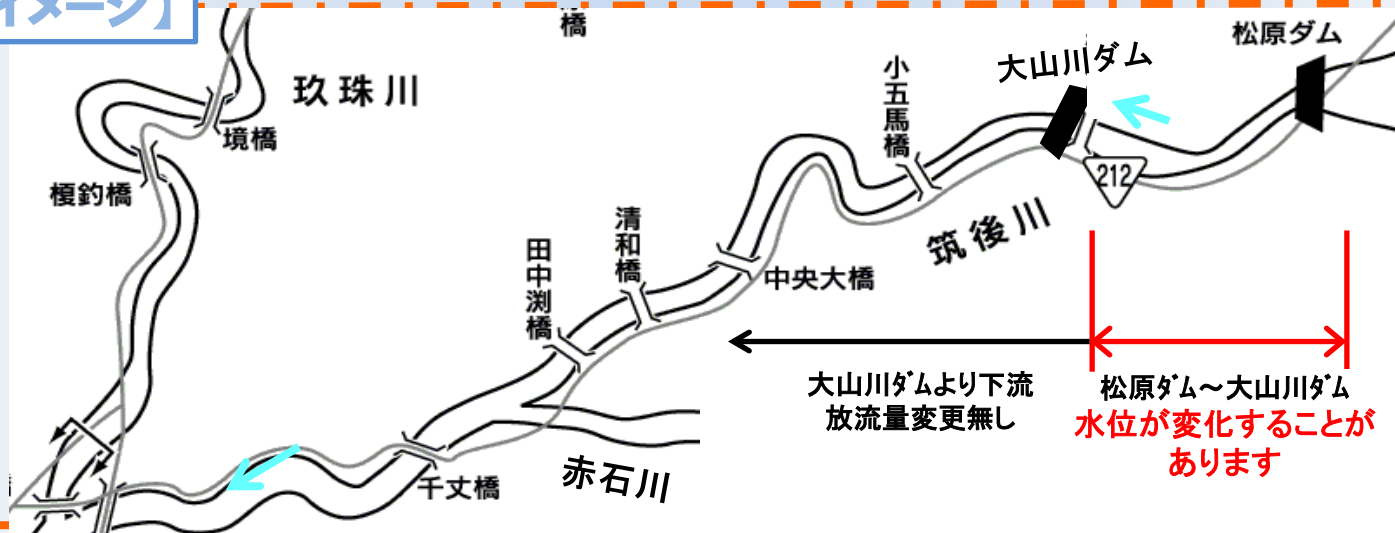 イメージ】
橋
玖珠川
境橋
榎釣橋
松原ダム
大山川ダム
小五馬橋
212
筑後川
清和橋
田中渕橋
中央大橋
千丈橋
赤石川
大山川ダムより下流
放流量変更無し
松原ダム～大山川ダム
水位が変化することが
あります